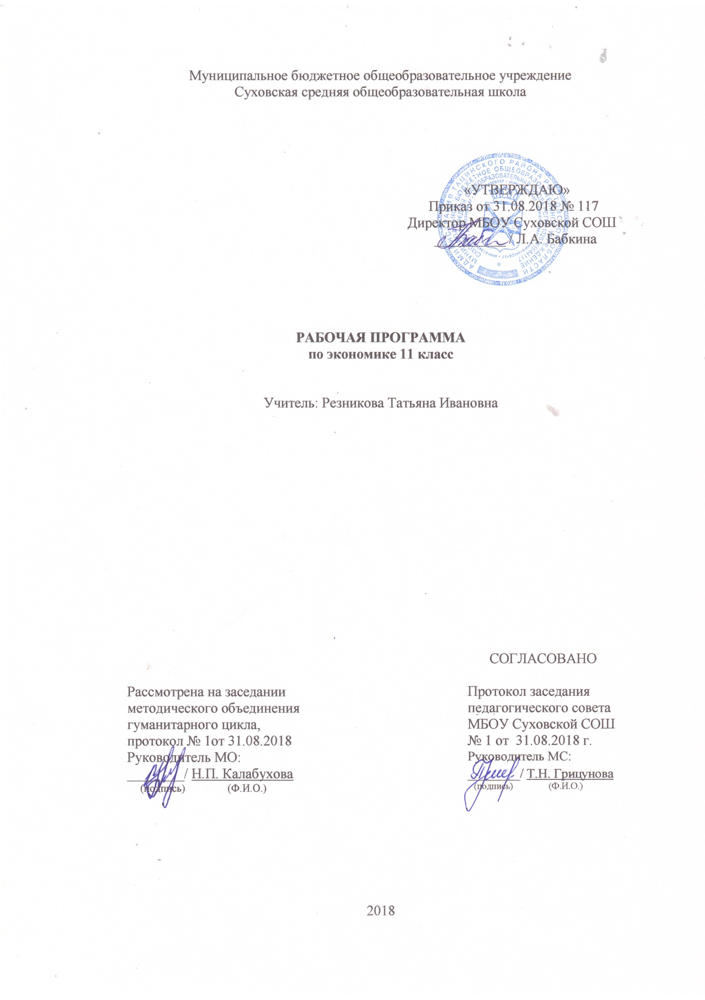 Муниципальное бюджетное общеобразовательное учреждение
Суховская средняя общеобразовательная школа
«УТВЕРЖДАЮ»
Приказ от 31.08.2018 № 117
Директор МБОУ Суховской СОШ
/ Л.А. Бабкина
РАБОЧАЯ ПРОГРАММА
по экономике 11 класс
Учитель: Резникова Татьяна Ивановна
Рассмотрена на заседании
методического объединения
гуманитарного цикла,
протокол № 1от 31.08.2018
Руководитель МО:
/ Н.П. Калабухова
(подпись) (Ф.И.О.)
СОГЛАСОВАНО
Протокол заседания
педагогического совета
МБОУ Суховской СОШ
№ 1 от 31.08.2018 г.
Руководитель МС:
/ Т.Н. Грицунова
(подпись) (Ф.И.О.)
2018